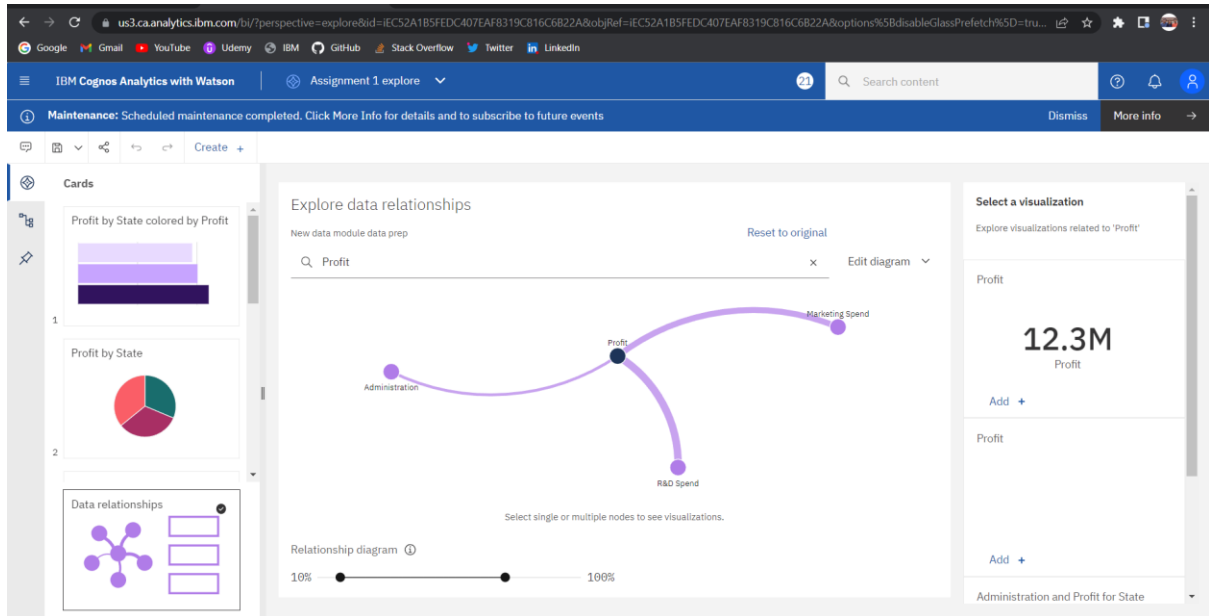 us3.ca.analytics.ibm.com/bi/?perspective=explore&id=iEC52A1B5FEDC407EAF8319C816C6B22A&objRef=iEC52A1B5FEDC407EAF8319C816C6B22A&options%5BdisableGlassPrefetch%5D=tru...
Google Gmail YouTube Udemy IBM GitHub Stack Overflow Twitter LinkedIn
IBM Cognos Analytics with Watson Assignment 1 explore 21 Search content
Maintenance: Scheduled maintenance completed. Click More Info for details and to subscribe to future events Dismiss More info
Create +
Cards
Profit by State colored by Profit
1
Profit by State
2
Data relationships
Explore data relationships
New data module data prep Reset to original
Profit Edit diagram
Marketing Spend
Profit
Administration
R&D Spend
Select single or multiple nodes to see visualizations.
Relationship diagram
10% 100%
Select a visualization
Explore visualizations related to 'Profit'
Profit
12.3M
Profit
Add +
Profit
Add +
Administration and Profit for State